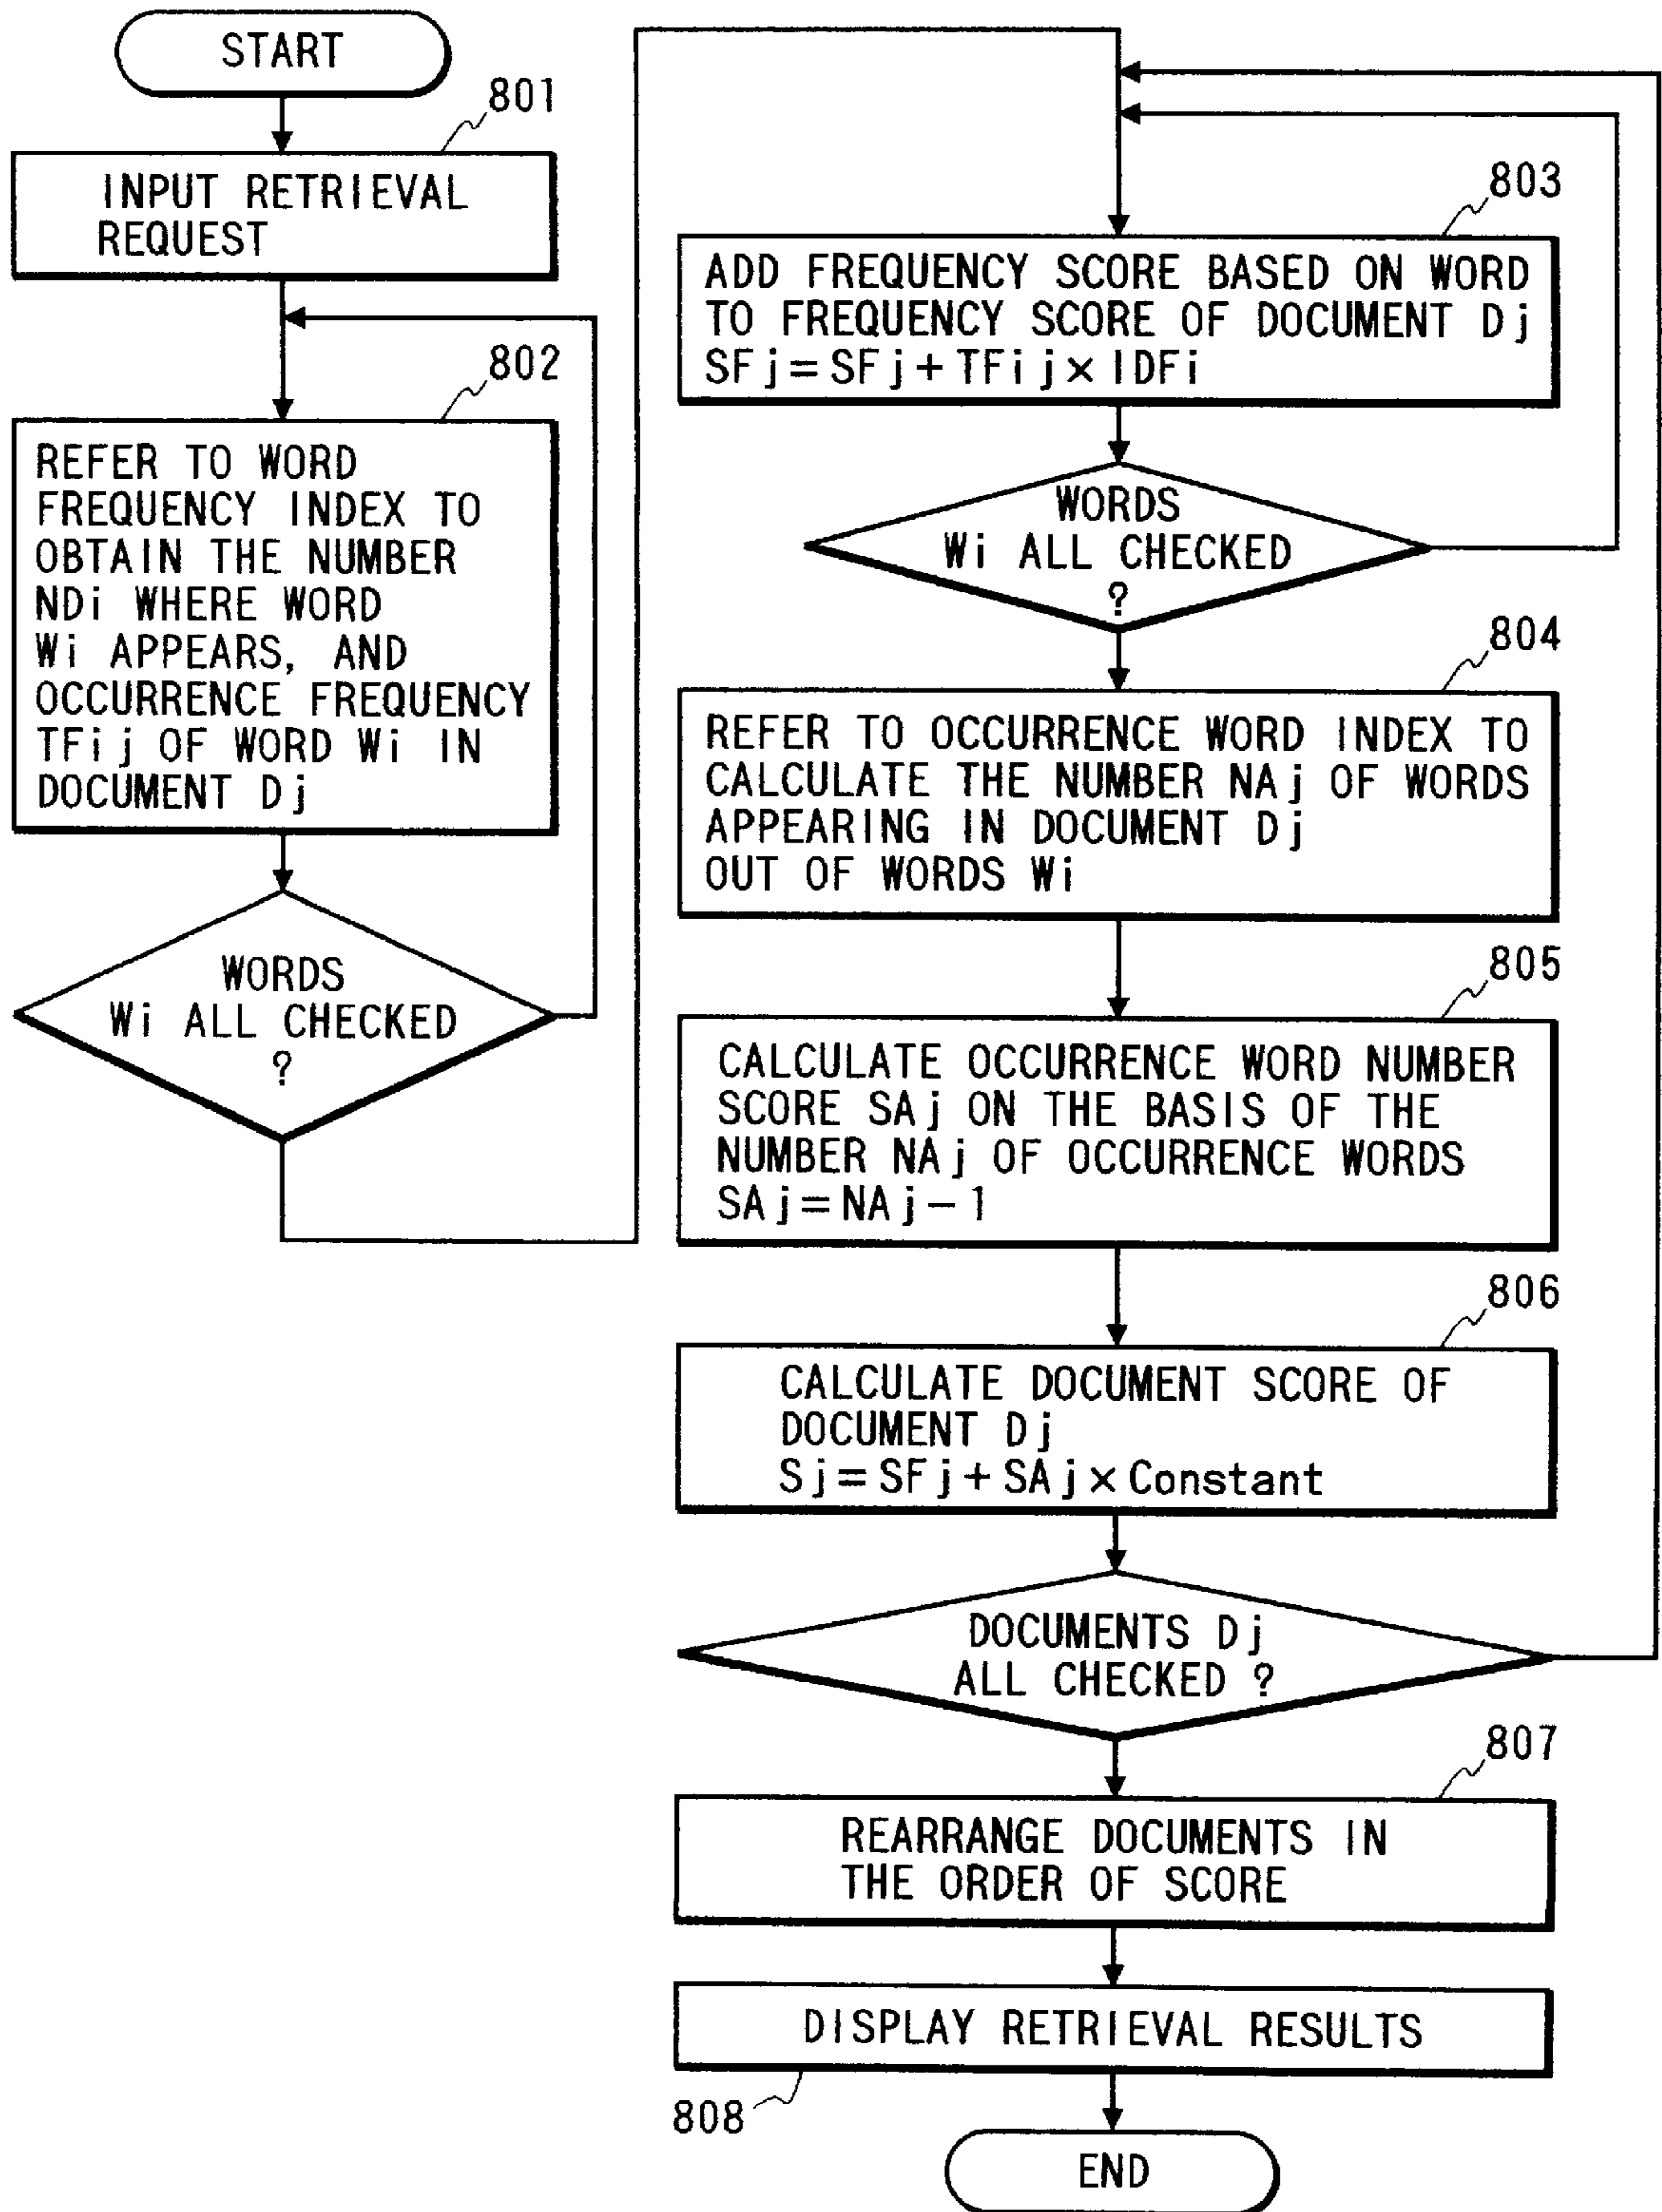 START
801
INPUT RETRIEVAL
REQUEST
802
REFER TO WORD
FREQUENCY INDEX TO
OBTAIN THE NUMBER
NDi WHERE WORD
Wi APPEARS, AND
OCCURRENCE FREQUENCY
TFij OF WORD Wi IN
DOCUMENT Dj
WORDS
Wi ALL CHECKED
?
803
ADD FREQUENCY SCORE BASED ON WORD
TO FREQUENCY SCORE OF DOCUMENT Dj
SFj=SFj+TFij×IDFi
WORDS
Wi ALL CHECKED
?
804
REFER TO OCCURRENCE WORD INDEX TO
CALCULATE THE NUMBER NAj OF WORDS
APPEARING IN DOCUMENT Dj
OUT OF WORDS Wi
805
CALCULATE OCCURRENCE WORD NUMBER
SCORE SAj ON THE BASIS OF THE
NUMBER NAj OF OCCURRENCE WORDS
SAj=NAj-1
806
CALCULATE DOCUMENT SCORE OF
DOCUMENT Dj
Sj=SFj+SAj×Constant
DOCUMENTS Dj
ALL CHECKED ?
807
REARRANGE DOCUMENTS IN
THE ORDER OF SCORE
DISPLAY RETRIEVAL RESULTS
808
END